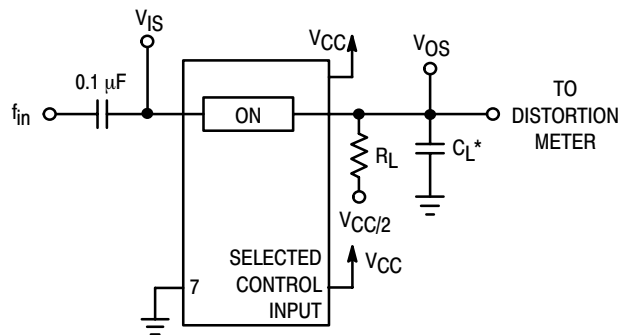 V_IS
V_CC
V_OS
0.1 μF
f_in
ON
TO
DISTORTION
METER
R_L
C_L*
V_CC/2
7
SELECTED
CONTROL
INPUT
V_CC